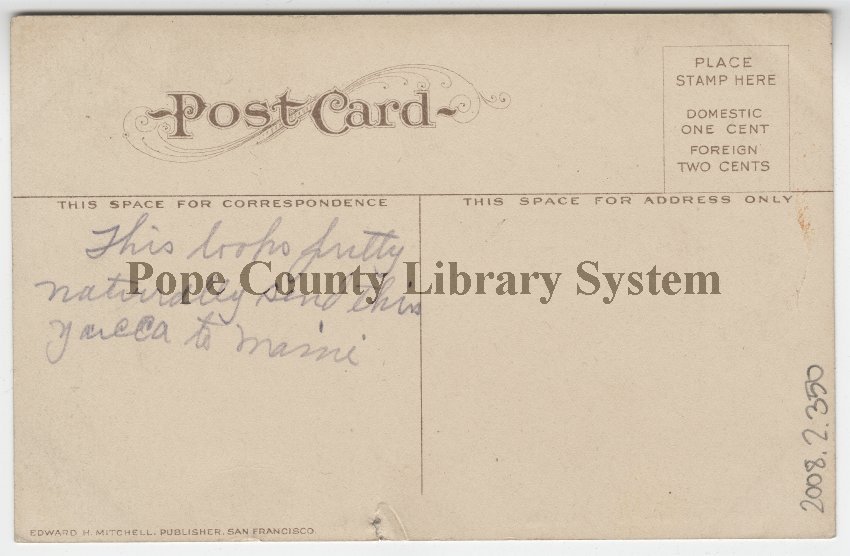 Post Card
PLACE
STAMP HERE
DOMESTIC
ONE CENT
FOREIGN
TWO CENTS
THIS SPACE FOR CORRESPONDENCE
THIS SPACE FOR ADDRESS ONLY
This looks pretty
naturally send this
yucca to Mamie
Pope County Library System
EDWARD H. MITCHELL, PUBLISHER, SAN FRANCISCO.
2008.2.350